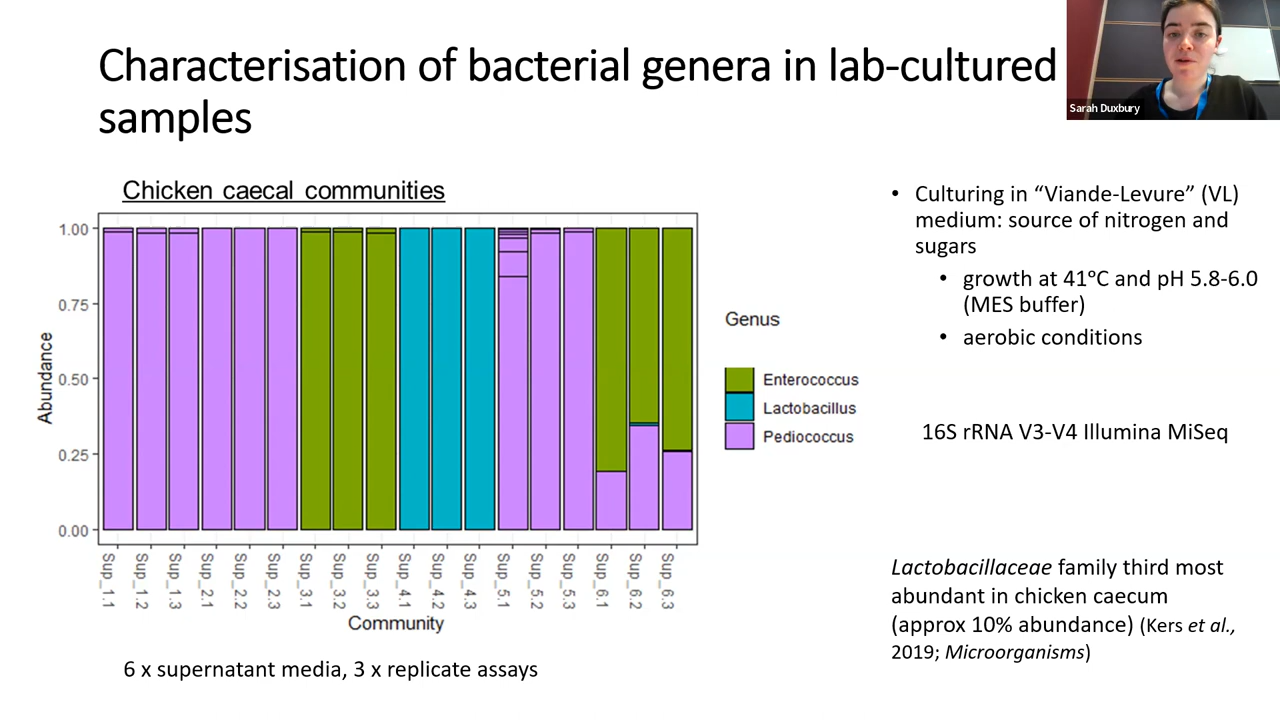 Characterisation of bacterial genera in lab-cultured
samples
Sarah Duxbury
Chicken caecal communities
1.00
0.75
0.50
0.25
0.00
Abundance
Sup_1.1
Sup_1.2
Sup_1.3
Sup_2.1
Sup_2.2
Sup_2.3
Sup_3.1
Sup_3.2
Sup_3.3
Sup_4.1
Sup_4.2
Sup_4.3
Sup_5.1
Sup_5.2
Sup_5.3
Sup_6.1
Sup_6.2
Sup_6.3
Community
Genus
Enterococcus
Lactobacillus
Pediococcus
6 x supernatant media, 3 x replicate assays
• Culturing in “Viande-Levure” (VL)
medium: source of nitrogen and
sugars
• growth at 41°C and pH 5.8-6.0
(MES buffer)
• aerobic conditions
16S rRNA V3-V4 Illumina MiSeq
Lactobacillaceae family third most
abundant in chicken caecum
(approx 10% abundance) (Kers et al.,
2019; Microorganisms)